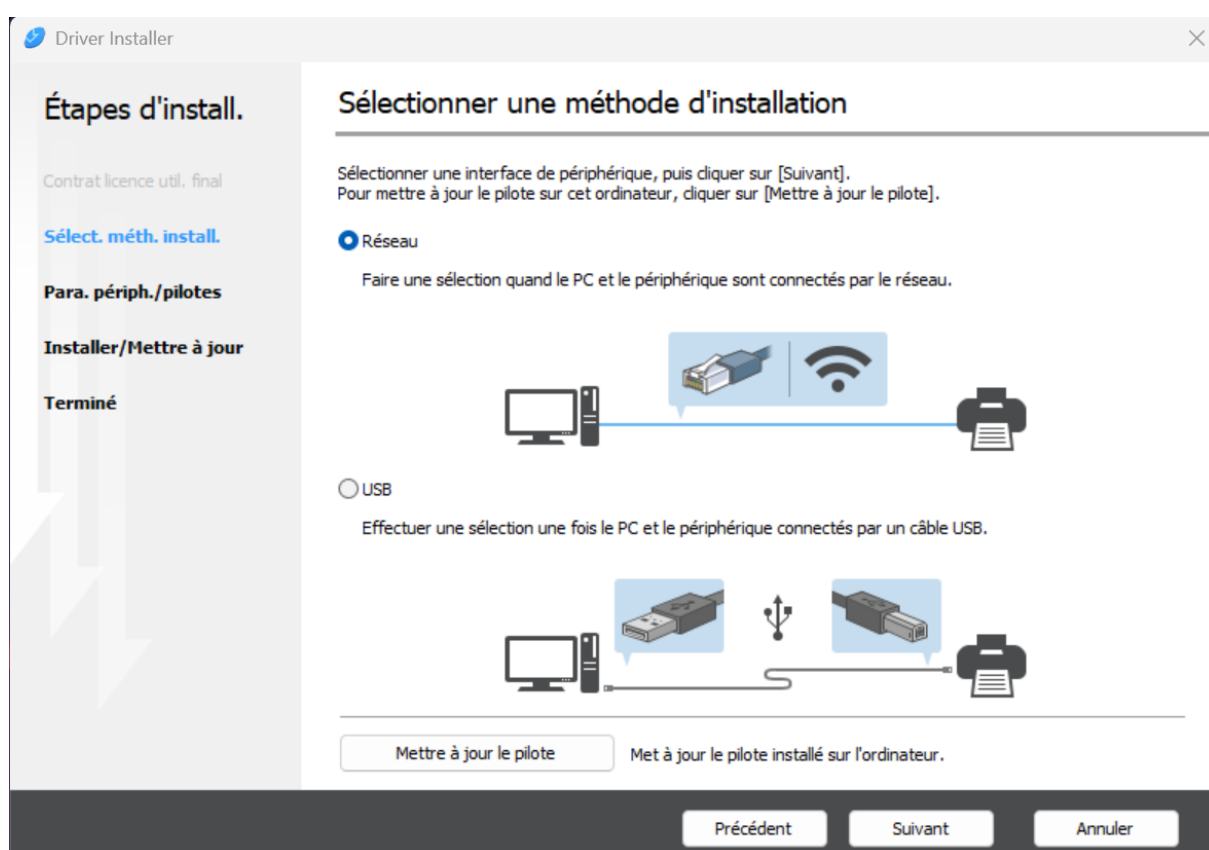 Driver Installer
Étapes d'install.
Contrat licence util. final
Sélect. méth. install.
Para. périph./pilotes
Installer/Mettre à jour
Terminé
Sélectionner une méthode d'installation
Sélectionner une interface de périphérique, puis cliquer sur [Suivant].
Pour mettre à jour le pilote sur cet ordinateur, cliquer sur [Mettre à jour le pilote].
Réseau
Faire une sélection quand le PC et le périphérique sont connectés par le réseau.
USB
Effectuer une sélection une fois le PC et le périphérique connectés par un câble USB.
Mettre à jour le pilote
Met à jour le pilote installé sur l'ordinateur.
Précédent
Suivant
Annuler